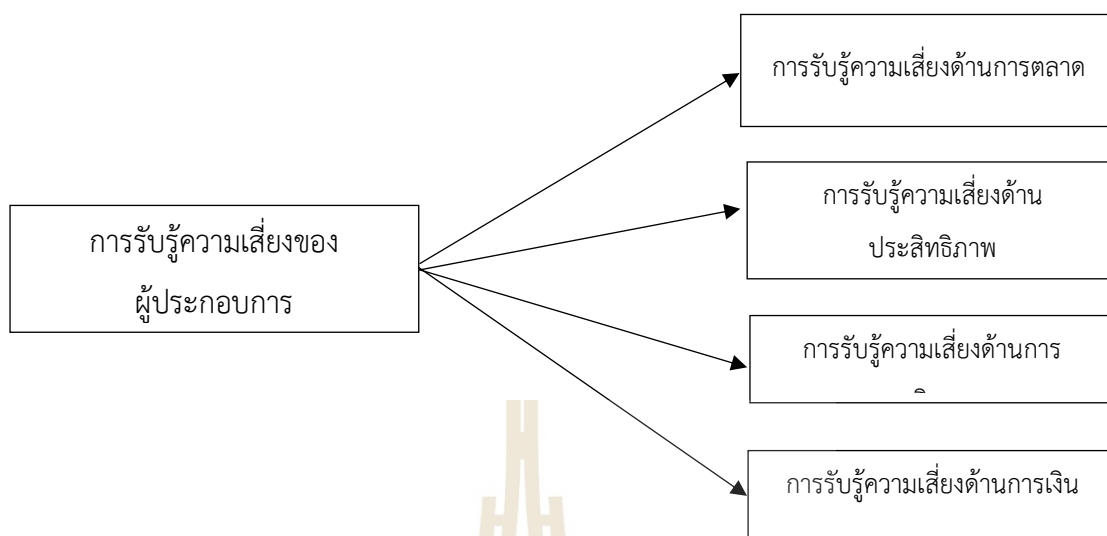 การรับรู้ความเสี่ยงด้านการตลาด
การรับรู้ความเสี่ยงด้าน
ประสิทธิภาพ
การรับรู้ความเสี่ยงของ
ผู้ประกอบการ
การรับรู้ความเสี่ยงด้านการ
การรับรู้ความเสี่ยงด้านการเงิน